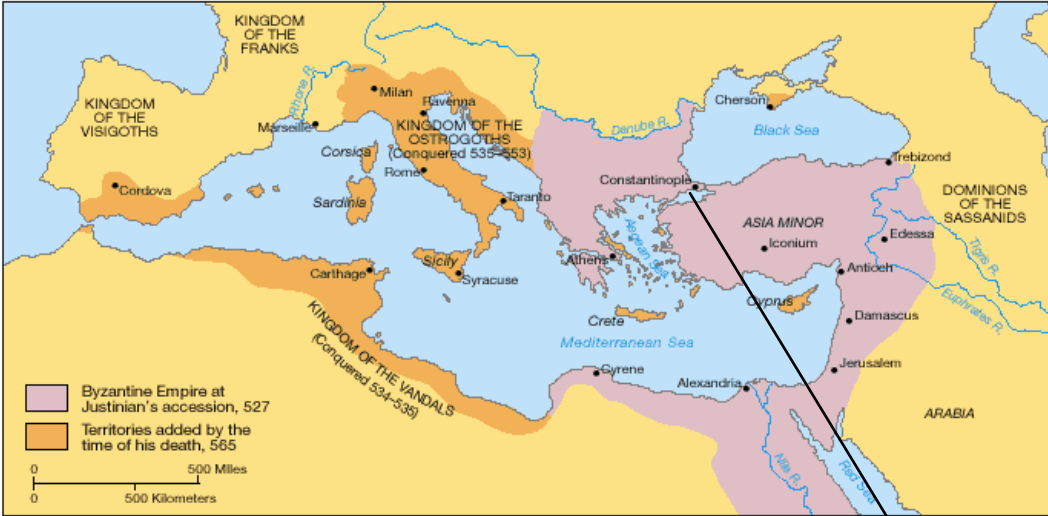 KINGDOM
OF THE
FRANKS
KINGDOM
OF THE
VISIGOTHS
Rhone R.
Milan
Ravenna
Marseille
KINGDOM OF THE
OSTROGOTHS
(Conquered 535–553)
Corsica
Rome
Cordova
Sardinia
Taranto
Carthage
Sicily
Syracuse
KINGDOM OF THE VANDALS
(Conquered 534–535)
Danube R.
Cherson
Black Sea
Constantinople
Trebizond
DOMINIONS
OF THE
SASSANIDS
ASIA MINOR
Iconium
Edessa
Tigris R.
Aegean Sea
Athens
Antioch
Euphrates R.
Cyprus
Crete
Damascus
Mediterranean Sea
Cyrene
Alexandria
Jerusalem
ARABIA
Nile R.
Red Sea
Byzantine Empire at
Justinian's accession, 527
Territories added by the
time of his death, 565
0 500 Miles
0 500 Kilometers